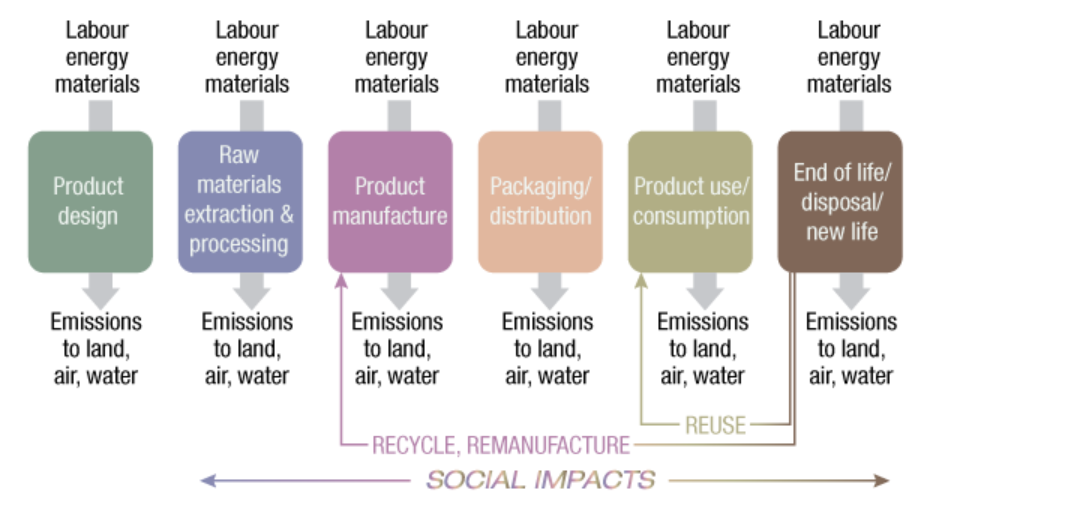 Labour
energy
materials
Labour
energy
materials
Labour
energy
materials
Labour
energy
materials
Labour
energy
materials
Labour
energy
materials
Product
design
Raw
materials
extraction &
processing
Product
manufacture
Packaging/
distribution
Product use/
consumption
End of life/
disposal/
new life
Emissions
to land,
air, water
Emissions
to land,
air, water
Emissions
to land,
air, water
Emissions
to land,
air, water
Emissions
to land,
air, water
Emissions
to land,
air, water
REUSE
RECYCLE, REMANUFACTURE
SOCIAL IMPACTS